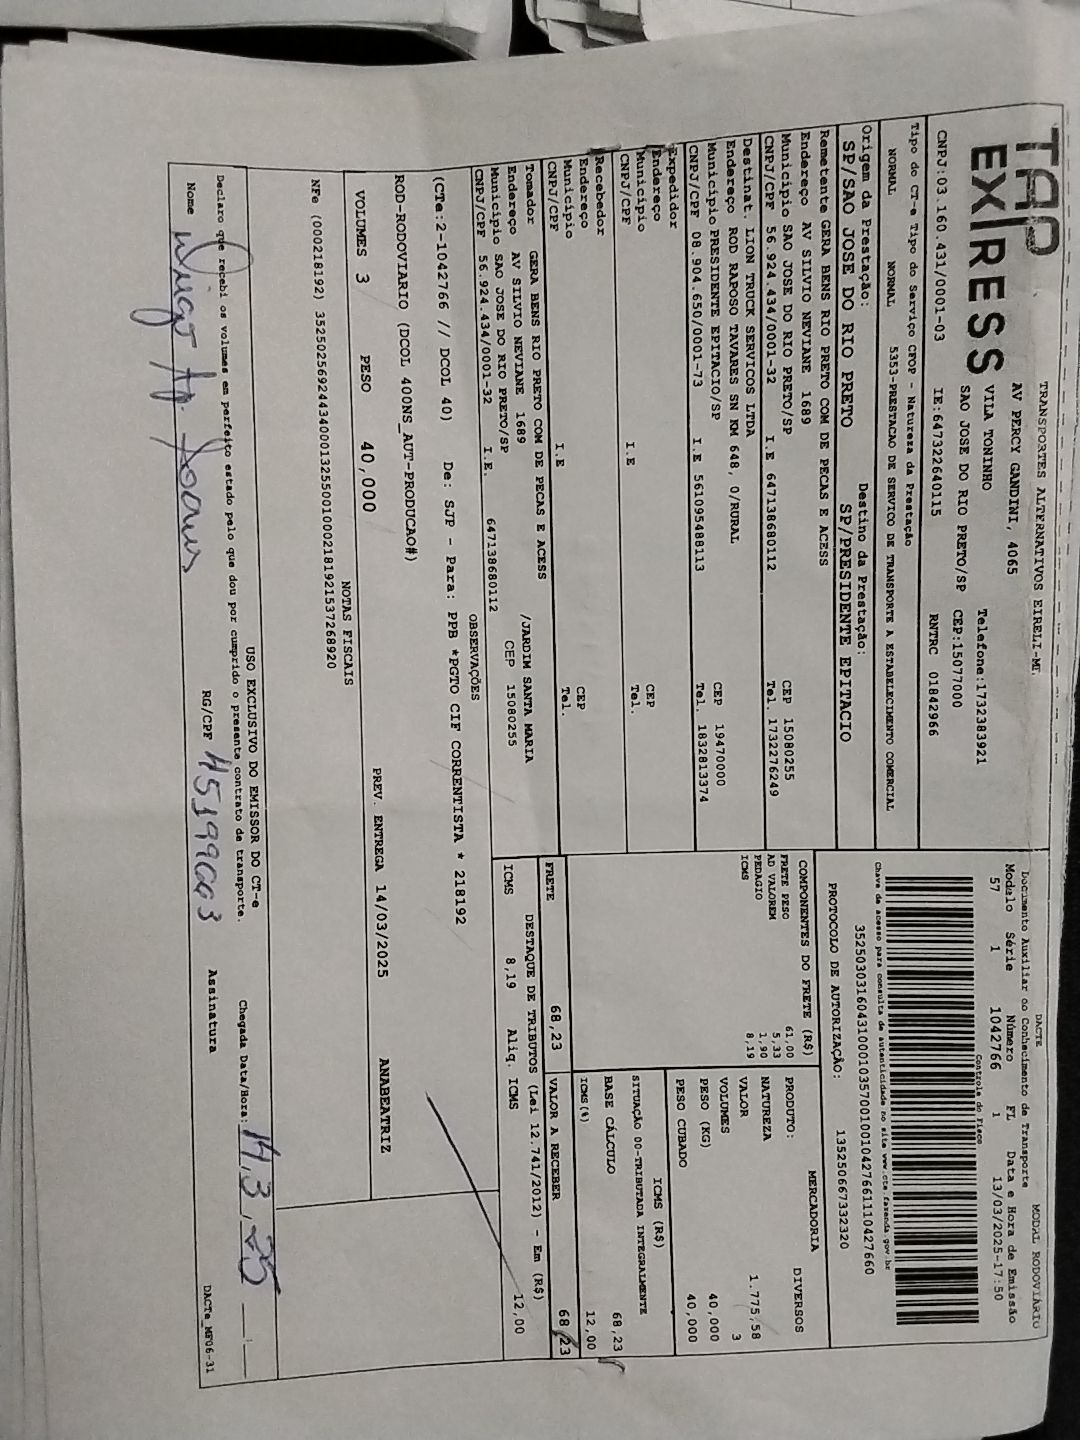 TAP
EXPRESS
TRANSPORTES ALTERNATIVOS EIRELI-ME
AV PERCY GANDINI, 4065
VILA TONINHO
SAO JOSE DO RIO PRETO/SP
Telefone:1732383921
CEP:15077000
CNPJ:03.160.431/0001-03 IE:647322640115 RNTRC 01842966
DACTE MODAL RODOVIÁRIO
Documento Auxiliar do Conhecimento de Transporte
Modelo Série Número FL Data e Hora de Emissão
57 1 1042766 1 13/03/2025-17:50
Controle do Fisco
Chave de acesso para consulta de autenticidade no site www.cte.fazenda.gov.br
35250303160431000103570010010427661110427660
PROTOCOLO DE AUTORIZAÇÃO: 135250667332320
Tipo do CT-e Tipo do Serviço CFOP - Natureza da Prestação
NORMAL NORMAL 5353-PRESTACAO DE SERVICO DE TRANSPORTE A ESTABELECIMENTO COMERCIAL
Origem da Prestação: Destino da Prestação:
SP/SAO JOSE DO RIO PRETO SP/PRESIDENTE EPITACIO
Remetente GERA BENS RIO PRETO COM DE PECAS E ACESS
Endereço AV SILVIO NEVIANE 1689
Município SAO JOSE DO RIO PRETO/SP CEP 15080255
CNPJ/CPF 56.924.434/0001-32 I.E 647138680112 Tel. 1732276249
Destinat. LION TRUCK SERVICOS LTDA
Endereço ROD RAPOSO TAVARES SN KM 648, 0/RURAL
Município PRESIDENTE EPITACIO/SP CEP 19470000
CNPJ/CPF 08.904.650/0001-73 I.E 561095488113 Tel. 1832813374
Expedidor
Endereço
Município CEP
CNPJ/CPF I.E Tel.
Recebedor
Endereço
Município CEP
CNPJ/CPF I.E Tel.
Tomador GERA BENS RIO PRETO COM DE PECAS E ACESS
Endereço AV SILVIO NEVIANE 1689 /JARDIM SANTA MARIA
Município SAO JOSE DO RIO PRETO/SP CEP 15080255
CNPJ/CPF 56.924.434/0001-32 I.E. 647138680112
COMPONENTES DO FRETE (R$)
FRETE PESO 61,00
AD VALOREM 5,33
PEDAGIO 1,90
ICMS 8,19
MERCADORIA
PRODUTO: DIVERSOS
NATUREZA
VALOR 1.775,58
VOLUMES 3
PESO (KG) 40,000
PESO CUBADO 40,000
ICMS (R$)
SITUAÇÃO 00-TRIBUTADA INTEGRALMENTE
BASE CÁLCULO 68,23
ICMS(%) 12,00
FRETE 68,23 VALOR A RECEBER 68,23
DESTAQUE DE TRIBUTOS (Lei 12.741/2012) - Em (R$)
ICMS 8,19 Aliq. ICMS 12,00
OBSERVAÇÕES
(CTe:2-1042766 // DCOL 40) De: SJP - Para: PPB *PGTO CIF CORRENTISTA * 218192
ROD-RODOVIARIO (DCOL 400NS_AUT-PRODUCAO#)
VOLUMES 3 PESO 40,000 PREV. ENTREGA 14/03/2025 ANABEATRIZ
NOTAS FISCAIS
NFe (000218192) 35250256924434000132550010002181921537268920
USO EXCLUSIVO DO EMISSOR DO CT-e
Declaro que recebi os volumes em perfeito estado pelo que dou por cumprido o presente contrato de transporte.
Chegada Data/Hora: 14/3/25
Nome RG/CPF Assinatura
DACTe_MF06-31